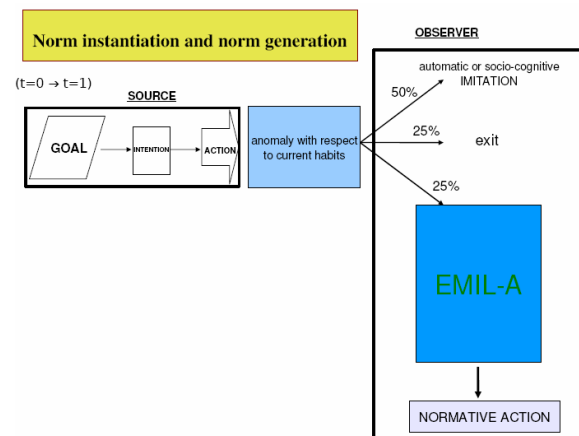 Norm instantiation and norm generation
OBSERVER
(t=0 → t=1)
SOURCE
automatic or socio-cognitive
IMITATION
50%
GOAL
INTENTION
ACTION
anomaly with respect
to current habits
25%
exit
25%
EMIL-A
NORMATIVE ACTION